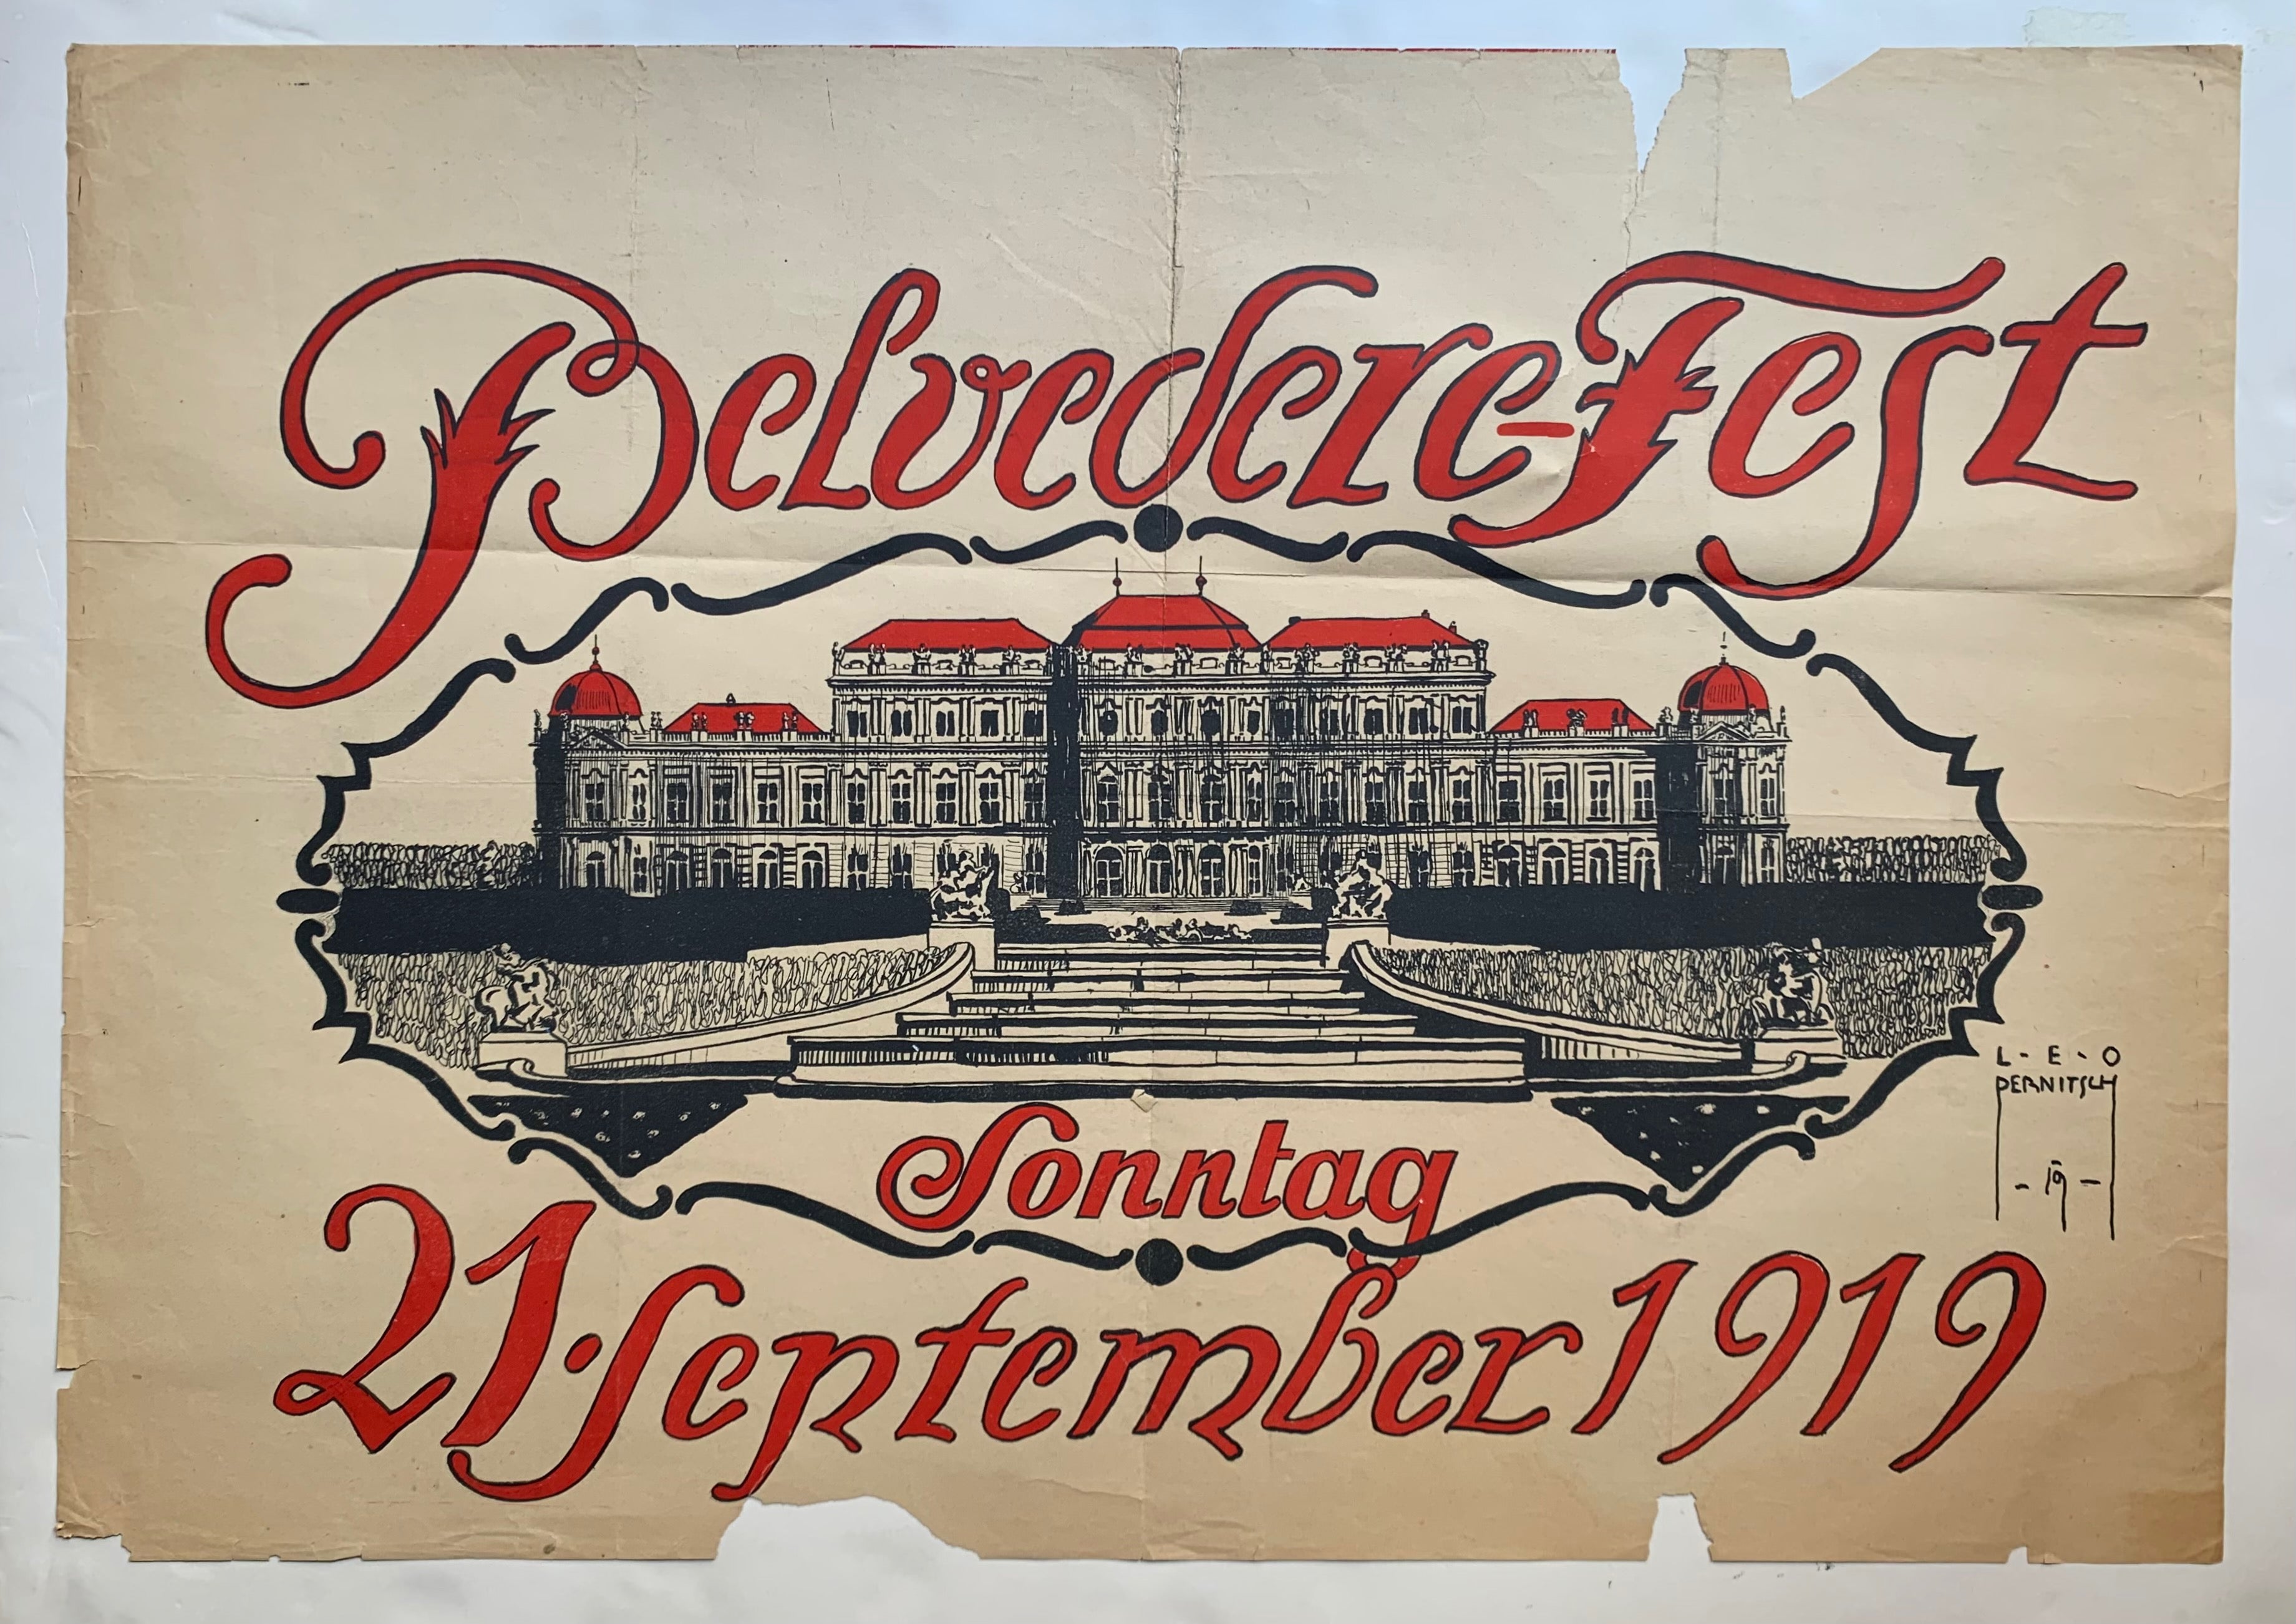 Belvedere-Fest
L-E-O
PERNITSCH
-19-
Sonntag
21. September 1919